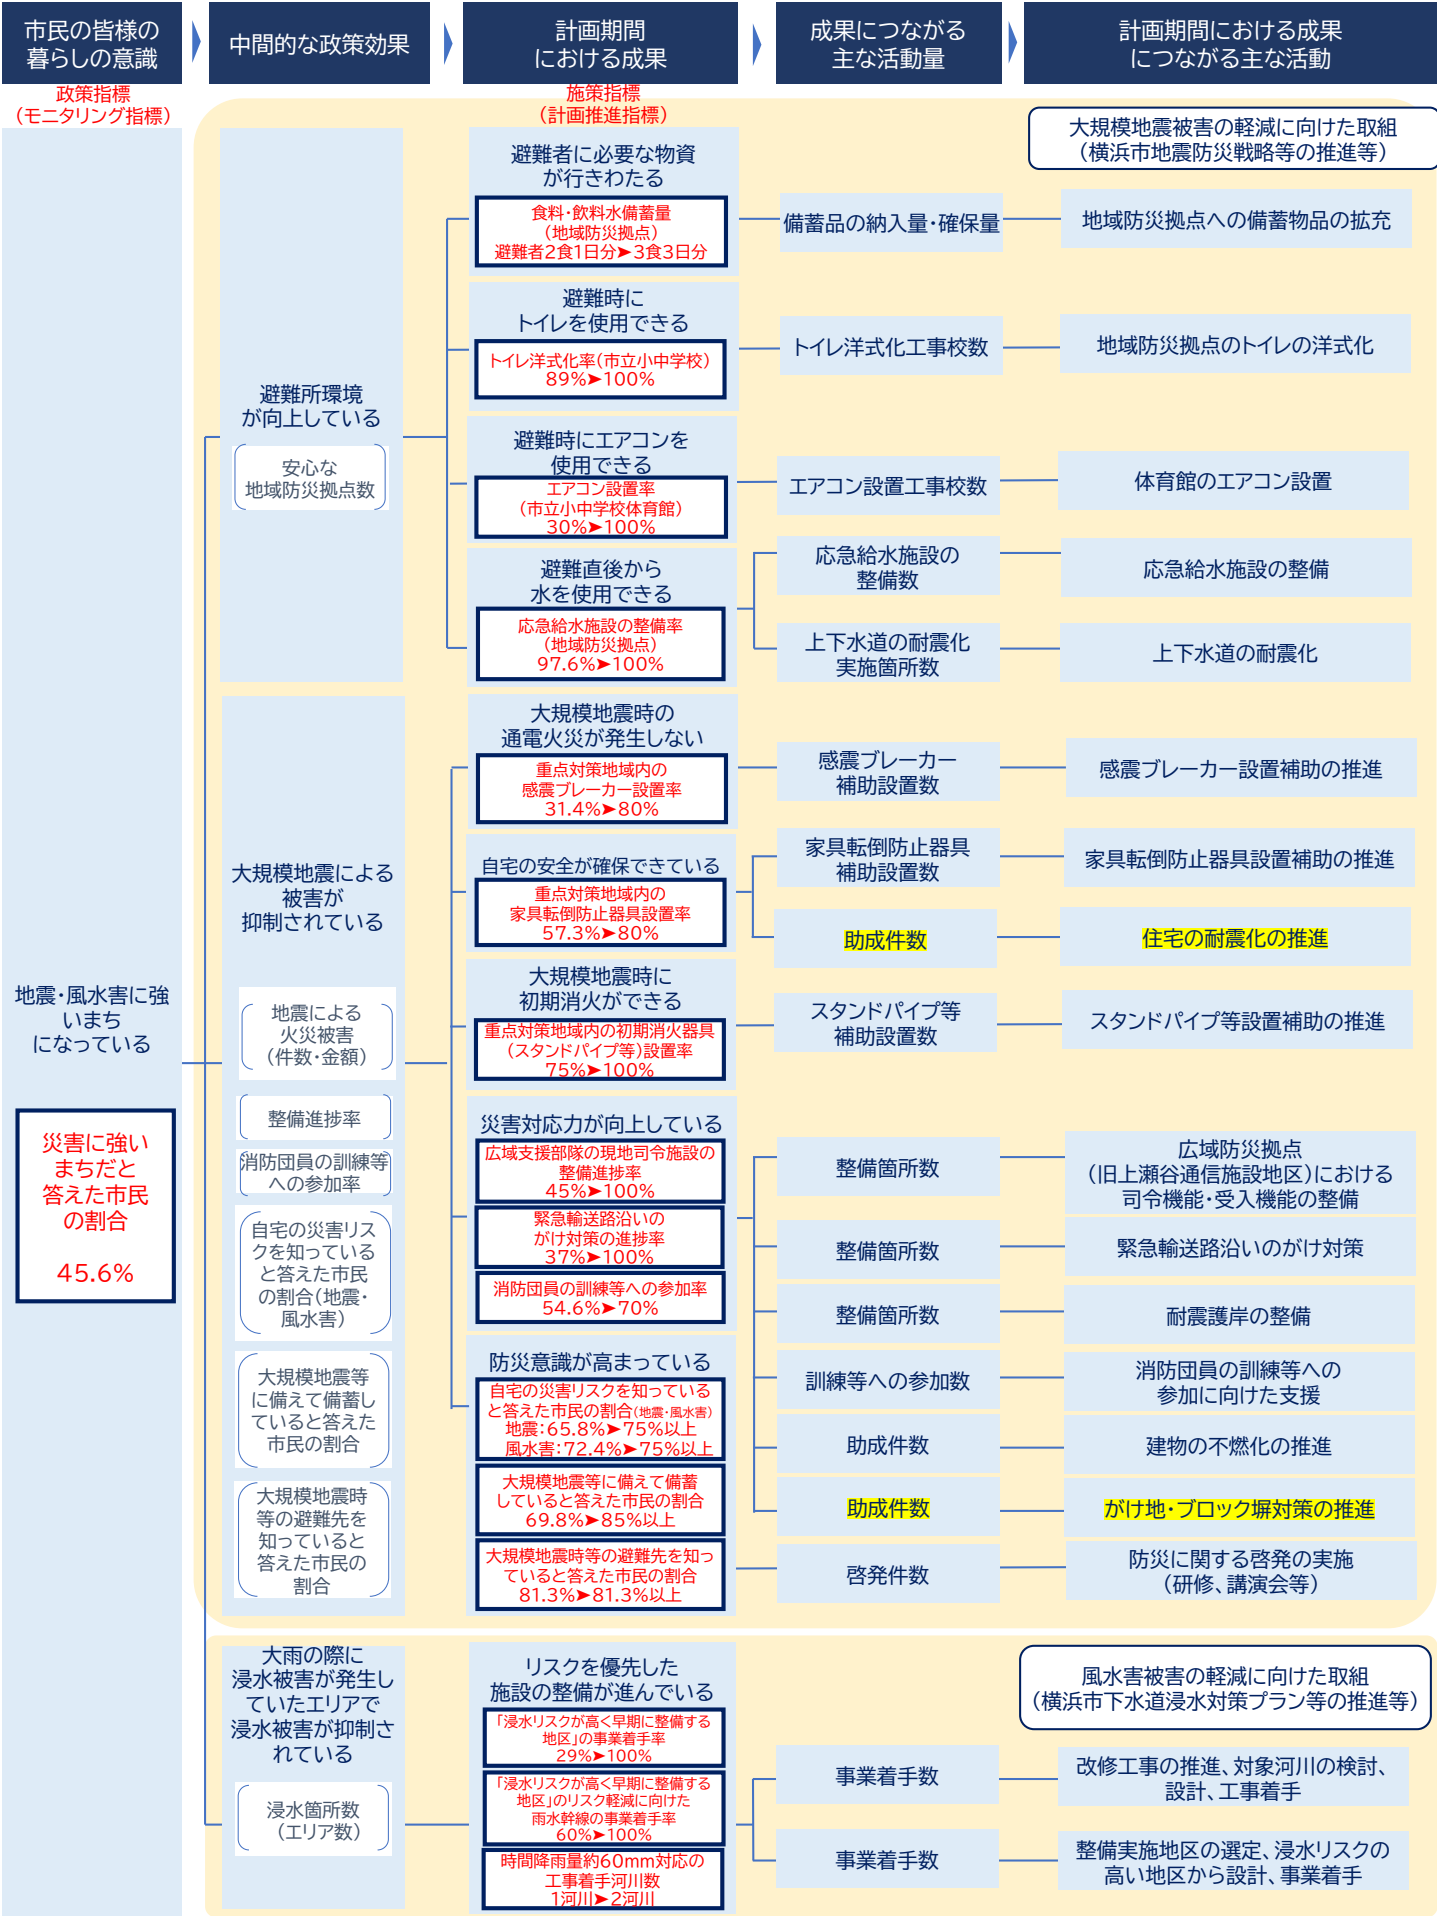 市民の皆様の
暮らしの意識
中間的な政策効果
計画期間
における成果
成果につながる
主な活動量
計画期間における成果
につながる主な活動
政策指標
（モニタリング指標）
施策指標
（計画推進指標）
大規模地震被害の軽減に向けた取組
（横浜市地震防災戦略等の推進等）
地震・風水害に強
いまち
になっている
災害に強い
まちだと
答えた市民
の割合
45.6%
避難所環境
が向上している
安心な
地域防災拠点数
避難者に必要な物資
が行きわたる
食料・飲料水備蓄量
（地域防災拠点）
避難者2食1日分➤3食3日分
備蓄品の納入量・確保量
地域防災拠点への備蓄物品の拡充
避難時に
トイレを使用できる
トイレ洋式化率（市立小中学校）
89%➤100%
トイレ洋式化工事校数
地域防災拠点のトイレの洋式化
避難時にエアコンを
使用できる
エアコン設置率
（市立小中学校体育館）
30%➤100%
エアコン設置工事校数
体育館のエアコン設置
避難直後から
水を使用できる
応急給水施設の整備率
（地域防災拠点）
97.6%➤100%
応急給水施設の
整備数
応急給水施設の整備
上下水道の耐震化
実施箇所数
上下水道の耐震化
大規模地震による
被害が
抑制されている
地震による
火災被害
（件数・金額）
整備進捗率
消防団員の訓練等
への参加率
自宅の災害リス
クを知っている
と答えた市民
の割合（地震・
風水害）
大規模地震等
に備えて備蓄し
ていると答えた
市民の割合
大規模地震時
等の避難先を
知っていると
答えた市民の
割合
大規模地震時の
通電火災が発生しない
重点対策地域内の
感震ブレーカー設置率
31.4%➤80%
感震ブレーカー
補助設置数
感震ブレーカー設置補助の推進
自宅の安全が確保できている
重点対策地域内の
家具転倒防止器具設置率
57.3%➤80%
家具転倒防止器具
補助設置数
家具転倒防止器具設置補助の推進
助成件数
住宅の耐震化の推進
大規模地震時に
初期消火ができる
重点対策地域内の初期消火器具
（スタンドパイプ等）設置率
75%➤100%
スタンドパイプ等
補助設置数
スタンドパイプ等設置補助の推進
災害対応力が向上している
広域支援部隊の現地司令施設の
整備進捗率
45%➤100%
緊急輸送路沿いの
がけ対策の進捗率
37%➤100%
消防団員の訓練等への参加率
54.6%➤70%
整備箇所数
広域防災拠点
（旧上瀬谷通信施設地区）における
司令機能・受入機能の整備
整備箇所数
緊急輸送路沿いのがけ対策
整備箇所数
耐震護岸の整備
訓練等への参加数
消防団員の訓練等への
参加に向けた支援
助成件数
建物の不燃化の推進
助成件数
がけ地・ブロック塀対策の推進
防災意識が高まっている
自宅の災害リスクを知っている
と答えた市民の割合（地震・風水害）
地震：65.8%➤75%以上
風水害：72.4%➤75%以上
大規模地震等に備えて備蓄
していると答えた市民の割合
69.8%➤85%以上
大規模地震時等の避難先を知っ
ていると答えた市民の割合
81.3%➤81.3%以上
啓発件数
防災に関する啓発の実施
（研修、講演会等）
大雨の際に
浸水被害が発生し
ていたエリアで
浸水被害が抑制さ
れている
浸水箇所数
（エリア数）
リスクを優先した
施設の整備が進んでいる
「浸水リスクが高く早期に整備する
地区」の事業着手率
29%➤100%
「浸水リスクが高く早期に整備する
地区」のリスク軽減に向けた
雨水幹線の事業着手率
60%➤100%
時間降雨量約60mm対応の
工事着手河川数
1河川➤2河川
風水害被害の軽減に向けた取組
（横浜市下水道浸水対策プラン等の推進等）
事業着手数
改修工事の推進、対象河川の検討、
設計、工事着手
事業着手数
整備実施地区の選定、浸水リスクの
高い地区から設計、事業着手